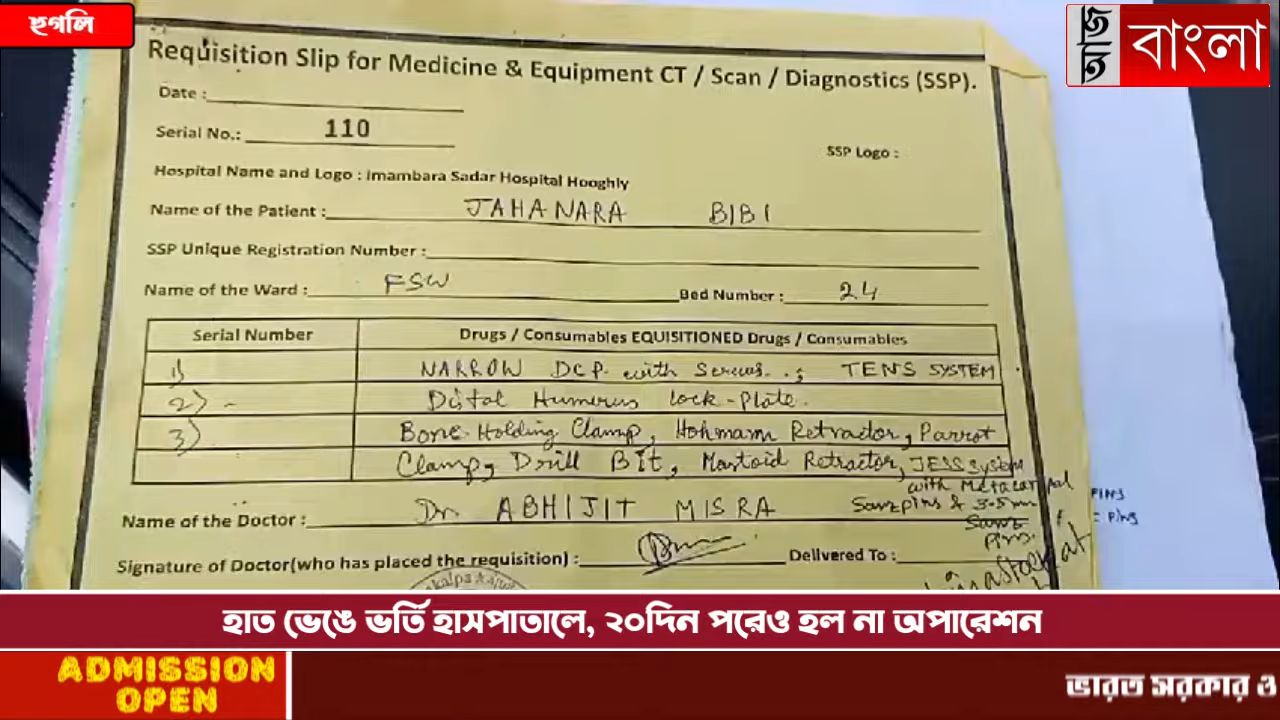 হুগলি
আজ বাংলা
Requisition Slip for Medicine & Equipment CT / Scan / Diagnostics (SSP).
Date :
Serial No.: 110
SSP Logo :
Hospital Name and Logo : Imambara Sadar Hospital Hooghly
Name of the Patient : JAHANARA BIBI
SSP Unique Registration Number :
Name of the Ward : FSW Bed Number : 24
Serial Number Drugs / Consumables EQUISITIONED Drugs / Consumables
1) NARROW DCP with Screws. ; TENS SYSTEM
2) - Distal Humerus Lock-Plate.
3) Bone Holding Clamp, Hohmann Retractor, Parrot
Clamp, Drill Bit, Mastoid Retractor, JESS System
with Metacarpal
PINS
Name of the Doctor : Dr ABHIJIT MISRA
pins & 3.5mm
= PINS
Pins.
Signature of Doctor(who has placed the requisition) : Delivered To :
হাত ভেঙে ভর্তি হাসপাতালে, ২০দিন পরেও হল না অপারেশন
ADMISSION
OPEN
ভারত সরকার ও